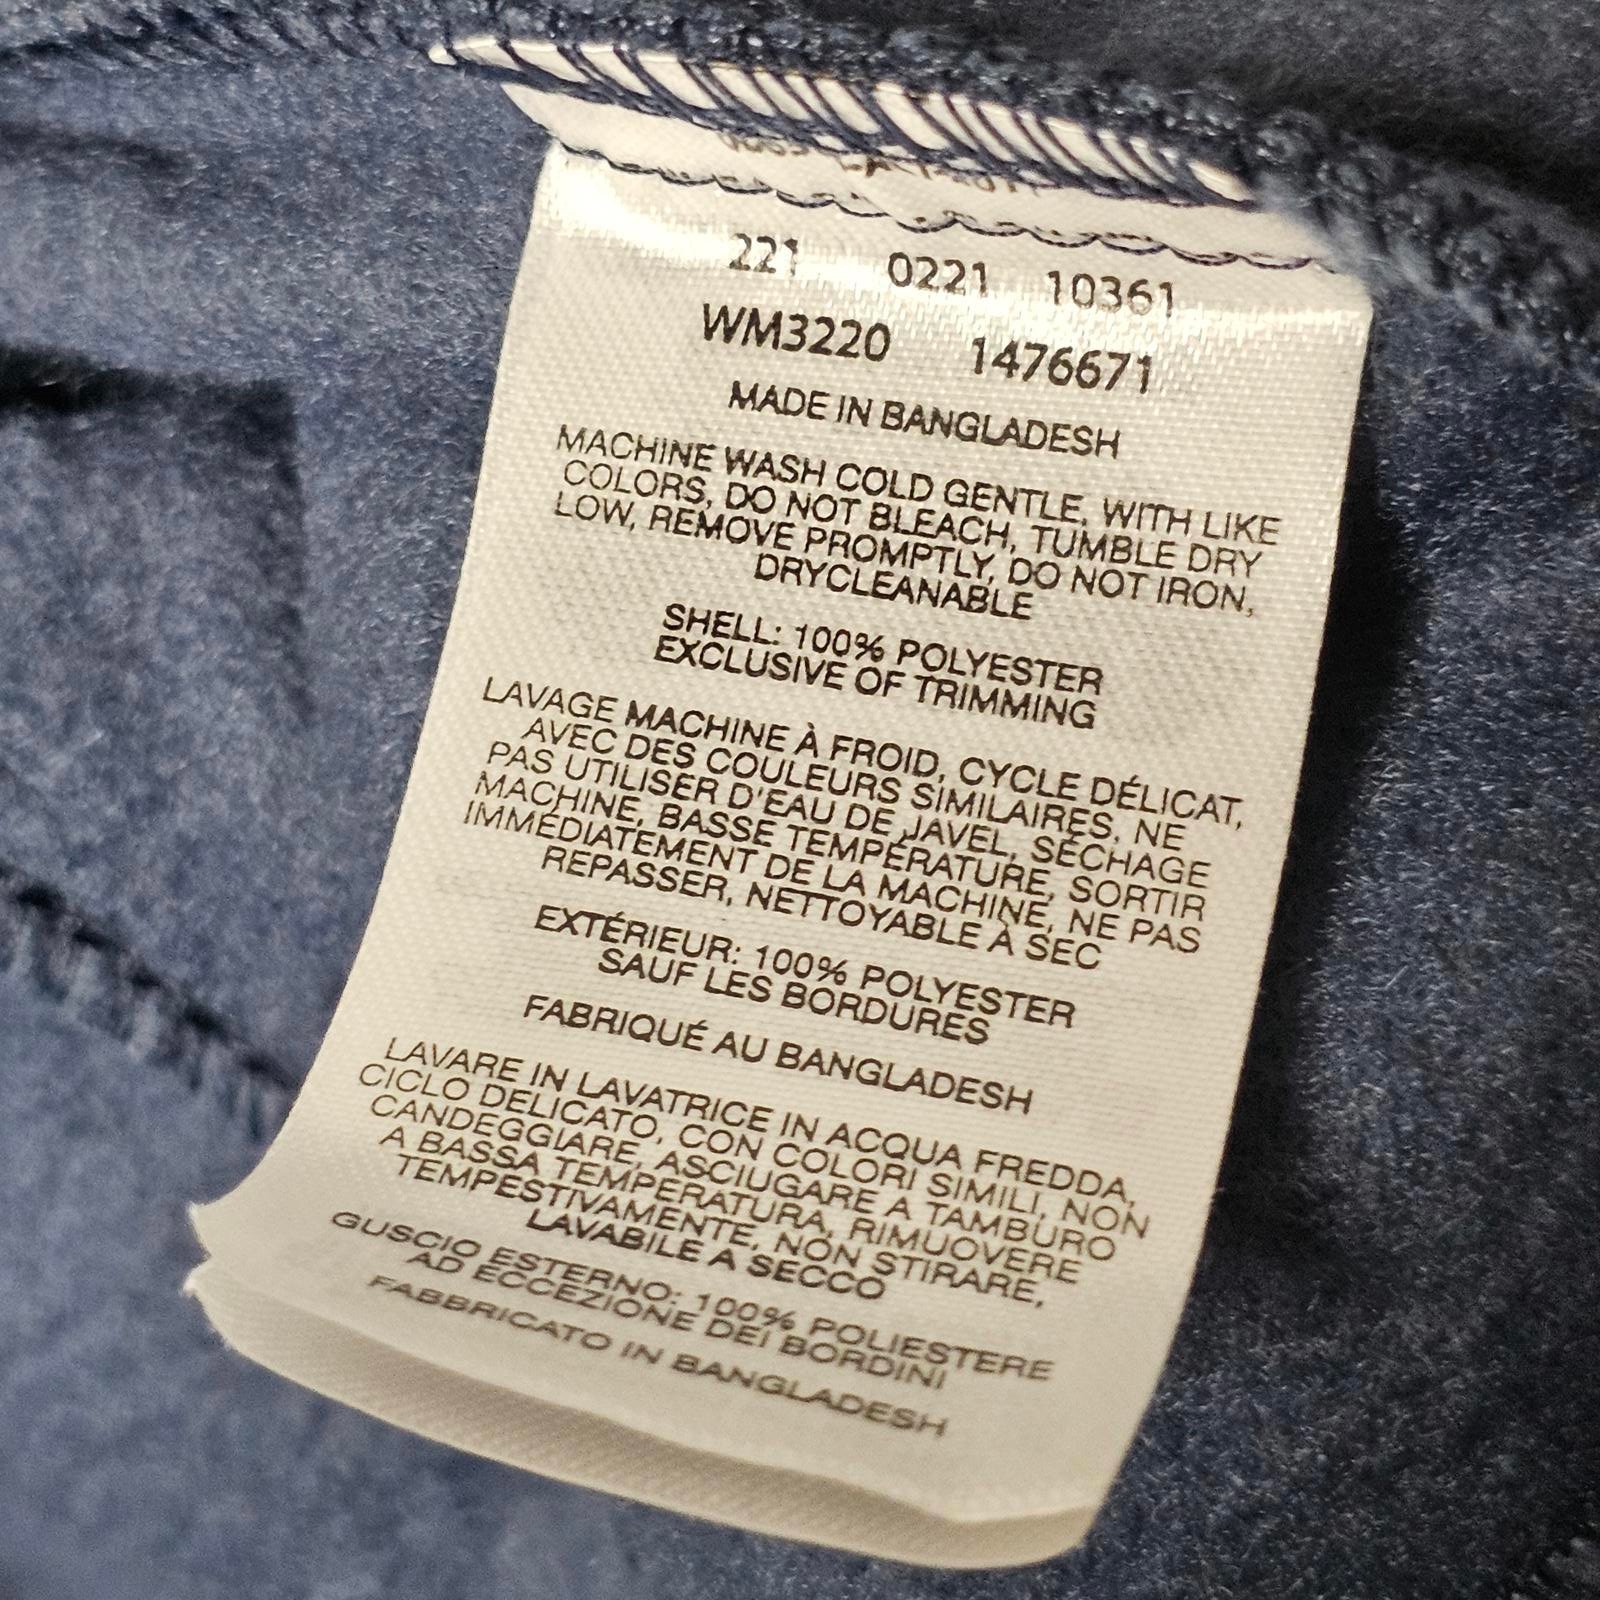 221 0221 10361
WM3220 1476671
MADE IN BANGLADESH
MACHINE WASH COLD GENTLE, WITH LIKE
COLORS, DO NOT BLEACH, TUMBLE DRY
LOW, REMOVE PROMPTLY, DO NOT IRON,
DRYCLEANABLE
SHELL: 100% POLYESTER
EXCLUSIVE OF TRIMMING
LAVAGE MACHINE À FROID, CYCLE DÉLICAT,
AVEC DES COULEURS SIMILAIRES, NE
PAS UTILISER D'EAU DE JAVEL, SÉCHAGE
MACHINE, BASSE TEMPÉRATURE, SORTIR
IMMÉDIATEMENT DE LA MACHINE, NE PAS
REPASSER, NETTOYABLE À SEC
EXTÉRIEUR: 100% POLYESTER
SAUF LES BORDURES
FABRIQUÉ AU BANGLADESH
LAVARE IN LAVATRICE IN ACQUA FREDDA,
CICLO DELICATO, CON COLORI SIMILI, NON
CANDEGGIARE, ASCIUGARE A TAMBURO
A BASSA TEMPERATURA, RIMUOVERE
TEMPESTIVAMENTE, NON STIRARE,
LAVABILE A SECCO
GUSCIO ESTERNO: 100% POLIESTERE
AD ECCEZIONE DEI BORDINI
FABBRICATO IN BANGLADESH